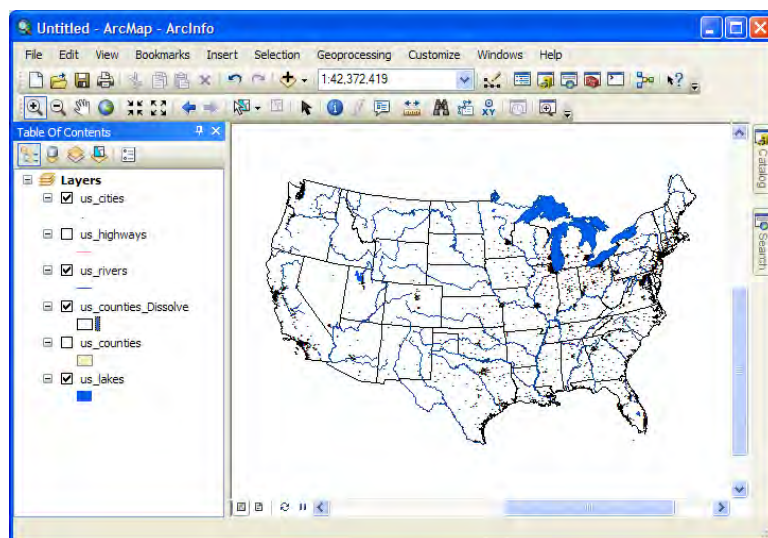 Untitled - ArcMap - ArcInfo
File Edit View Bookmarks Insert Selection Geoprocessing Customize Windows Help
1:42,372,419
XY
Table Of Contents
Layers
us_cities
us_highways
us_rivers
us_counties_Dissolve
us_counties
us_lakes
Catalog
Search